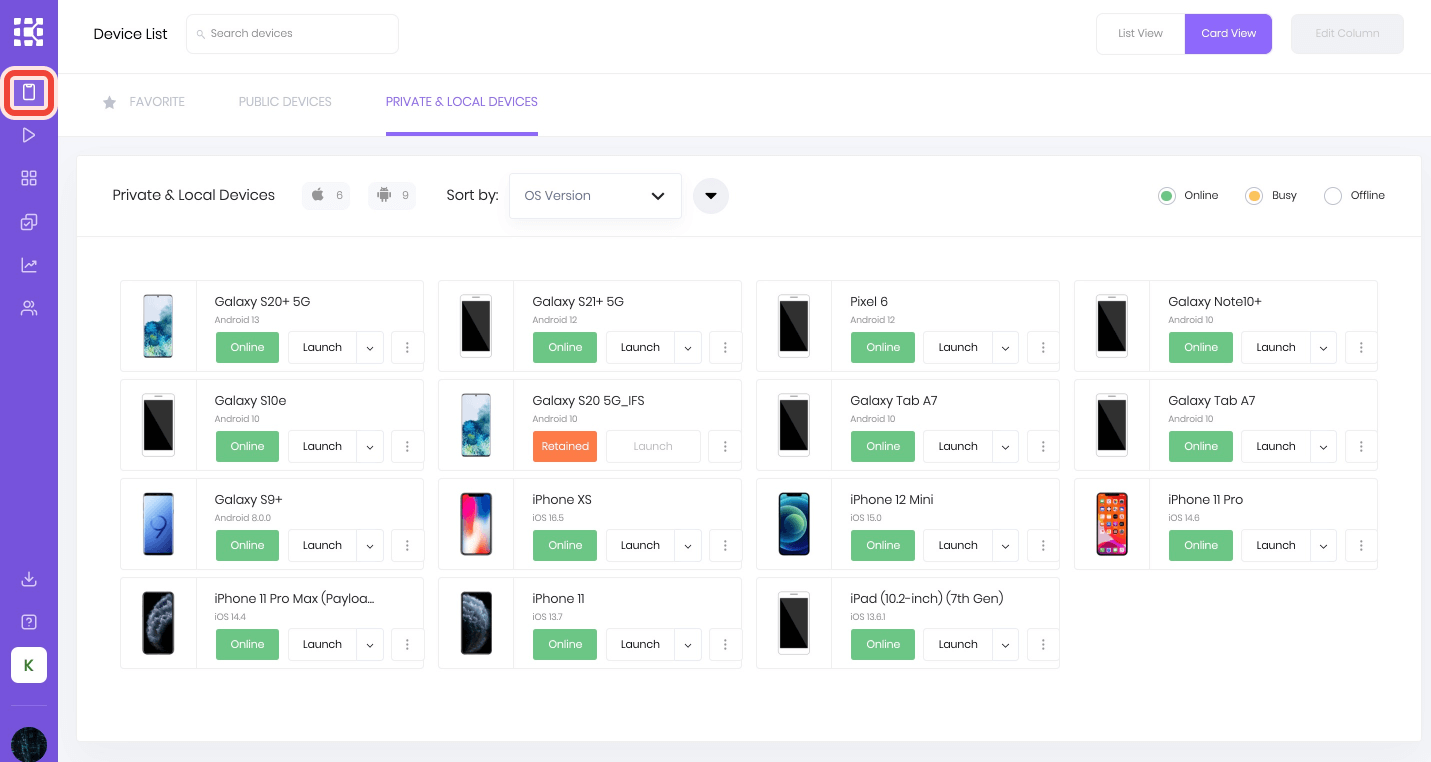 Device List
Search devices
List View
Card View
Edit Column
FAVORITE
PUBLIC DEVICES
PRIVATE & LOCAL DEVICES
Private & Local Devices
6
9
Sort by:
OS Version
Online
Busy
Offline
Galaxy S20+ 5G
Android 13
Online
Launch
Galaxy S21+ 5G
Android 12
Online
Launch
Pixel 6
Android 12
Online
Launch
Galaxy Note10+
Android 10
Online
Launch
Galaxy S10e
Android 10
Online
Launch
Galaxy S20 5G_IFS
Android 10
Retained
Launch
Galaxy Tab A7
Android 10
Online
Launch
Galaxy Tab A7
Android 10
Online
Launch
Galaxy S9+
Android 8.0.0
Online
Launch
iPhone XS
iOS 16.5
Online
Launch
iPhone 12 Mini
iOS 15.0
Online
Launch
iPhone 11 Pro
iOS 14.6
Online
Launch
iPhone 11 Pro Max (Payloa...
iOS 14.4
Online
Launch
iPhone 11
iOS 13.7
Online
Launch
iPad (10.2-inch) (7th Gen)
iOS 13.6.1
Online
Launch
K